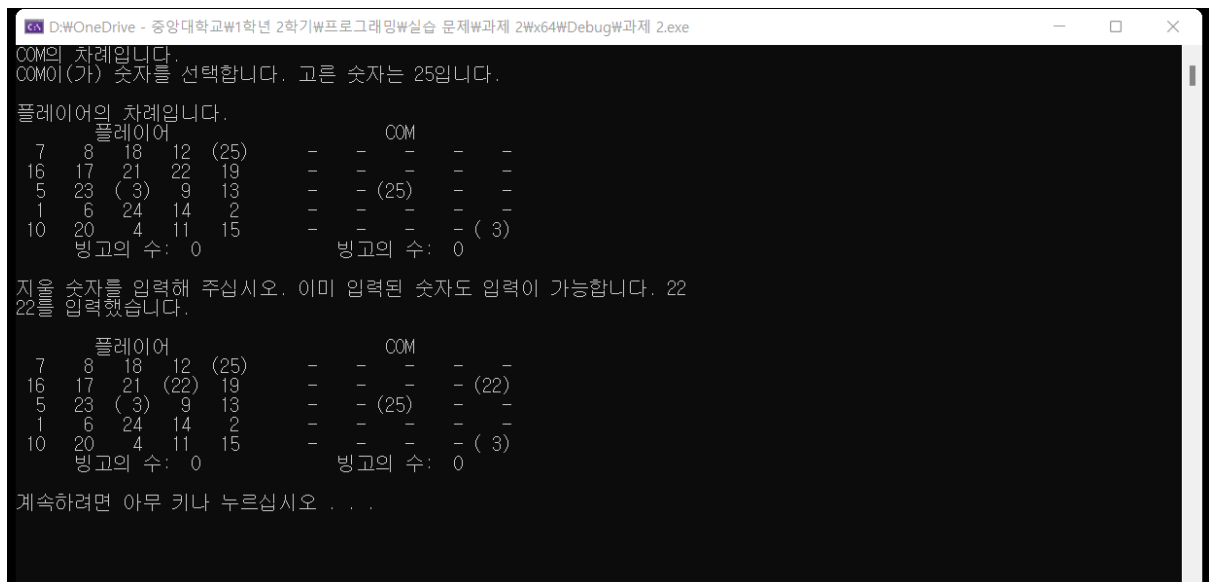 D:₩OneDrive - 중앙대학교₩1학년 2학기₩프로그래밍₩실습 문제₩과제 2₩x64₩Debug₩과제 2.exe
COM의 차례입니다.
COM이(가) 숫자를 선택합니다. 고른 숫자는 25입니다.
플레이어의 차례입니다.
플레이어 COM
7 8 18 12 (25) - - - - -
16 17 21 22 19 - - - - -
5 23 ( 3) 9 13 - - (25) - -
1 6 24 14 2 - - - - -
10 20 4 11 15 - - - - ( 3)
빙고의 수: 0 빙고의 수: 0
지울 숫자를 입력해 주십시오. 이미 입력된 숫자도 입력이 가능합니다. 22
22를 입력했습니다.
플레이어 COM
7 8 18 12 (25) - - - - -
16 17 21 (22) 19 - - - - (22)
5 23 ( 3) 9 13 - - (25) - -
1 6 24 14 2 - - - - -
10 20 4 11 15 - - - - ( 3)
빙고의 수: 0 빙고의 수: 0
계속하려면 아무 키나 누르십시오 . . .